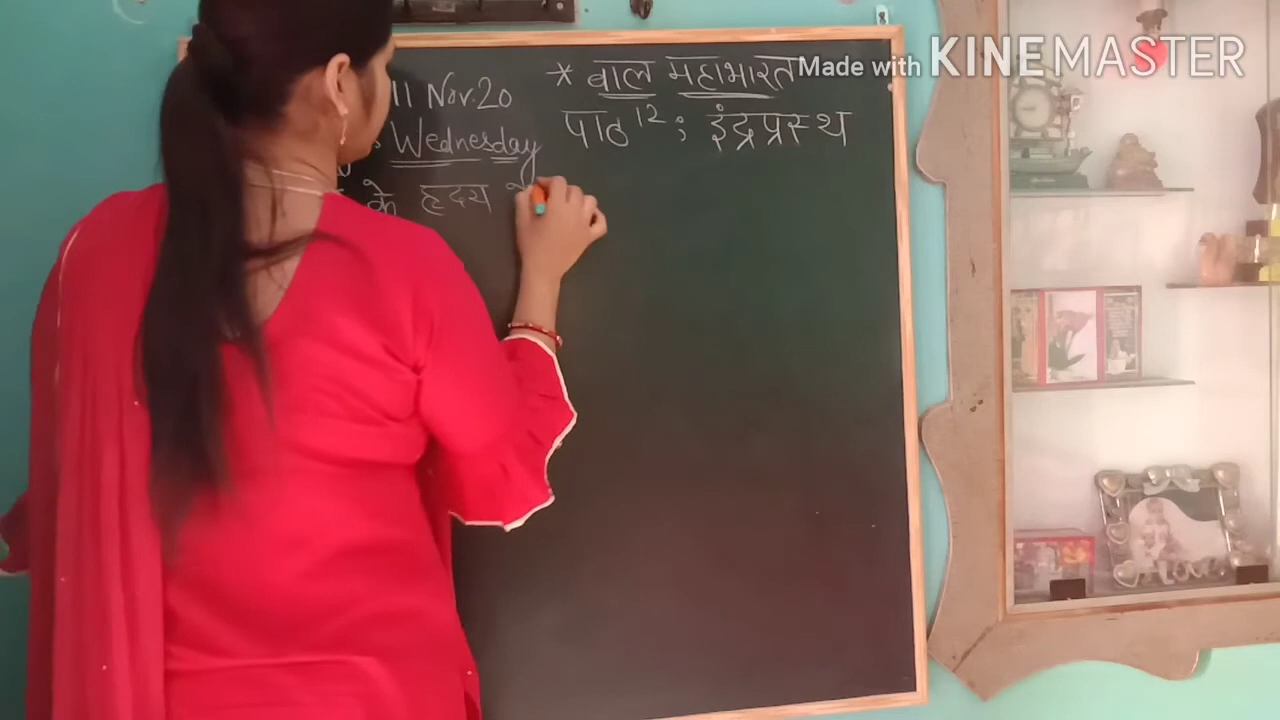 Made with KINEMASTER
11 Nov.20
* बाल महाभारत
Wednesday
पाठ 12 : इंद्रप्रस्थ
के हृदय